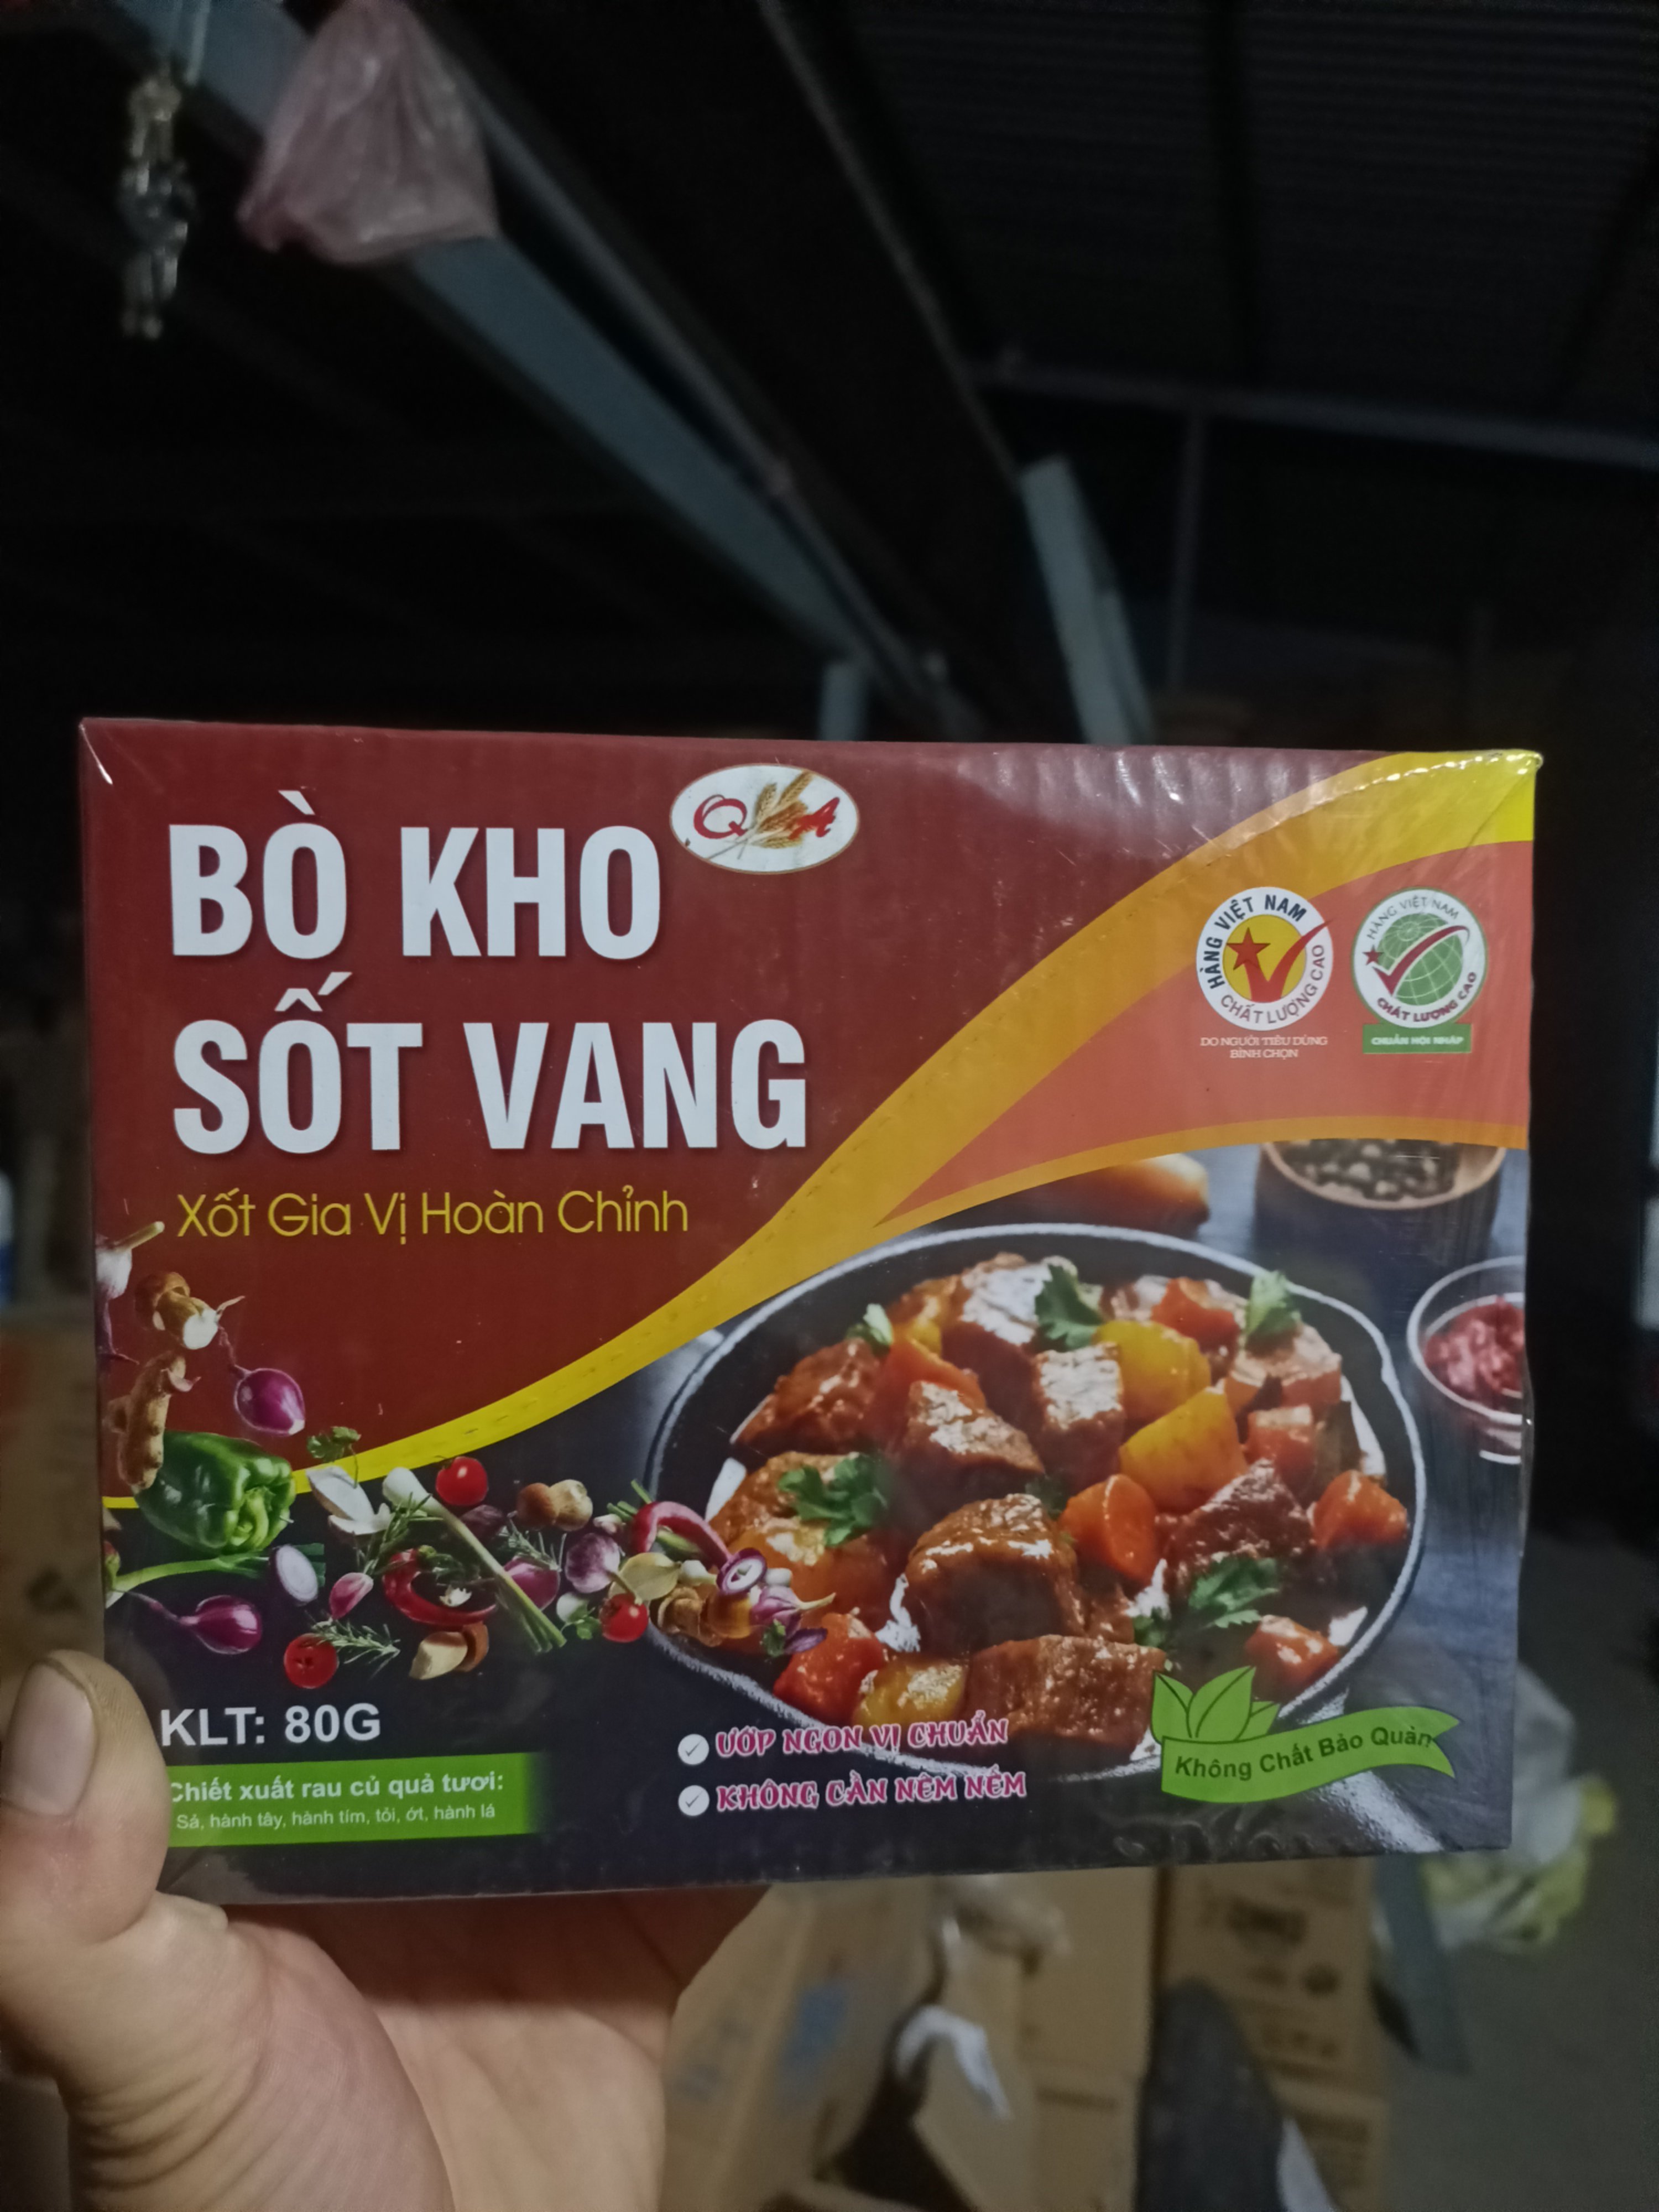 BÒ KHO
SỐT VANG
Q A
Xốt Gia Vị Hoàn Chỉnh
HÀNG VIỆT NAM
CHẤT LƯỢNG CAO
DO NGƯỜI TIÊU DÙNG
BÌNH CHỌN
HÀNG VIỆT NAM
CHẤT LƯỢNG CAO
CHUẨN HỘI NHẬP
KLT: 80G
Chiết xuất rau củ quả tươi:
Sả, hành tây, hành tím, tỏi, ớt, hành lá
ƯỚP NGON VỊ CHUẨN
KHÔNG CẦN NÊM NẾM
Không Chất Bảo Quản